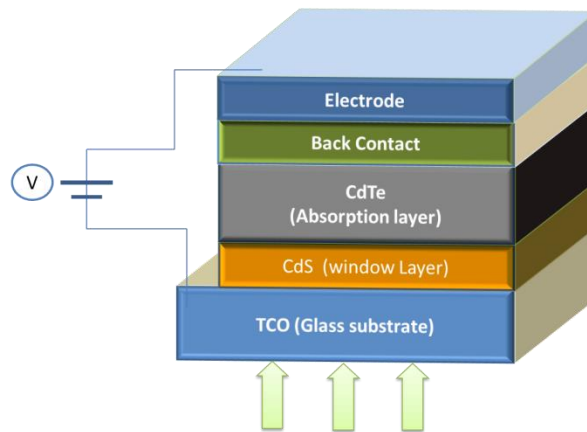 Electrode
Back Contact
V
CdTe
(Absorption layer)
CdS (window Layer)
TCO (Glass substrate)